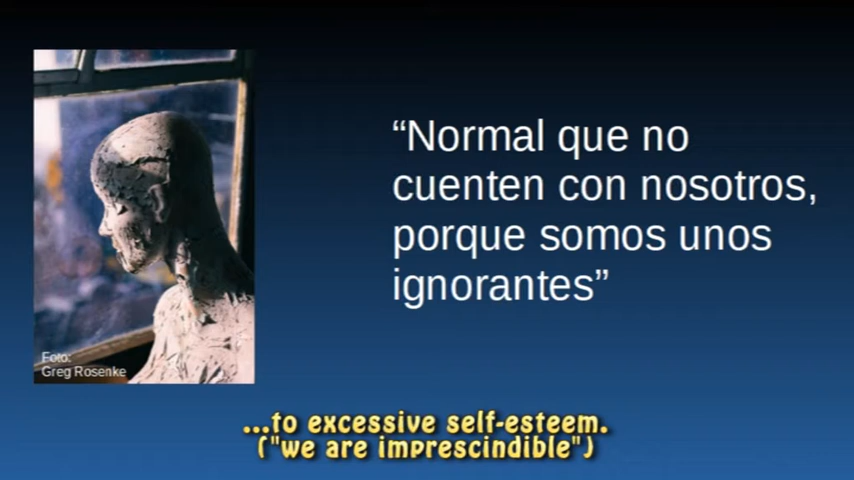 “Normal que no
cuenten con nosotros,
porque somos unos
ignorantes”
Foto:
Greg Rosenke
...to excessive self-esteem.
("we are imprescindible")